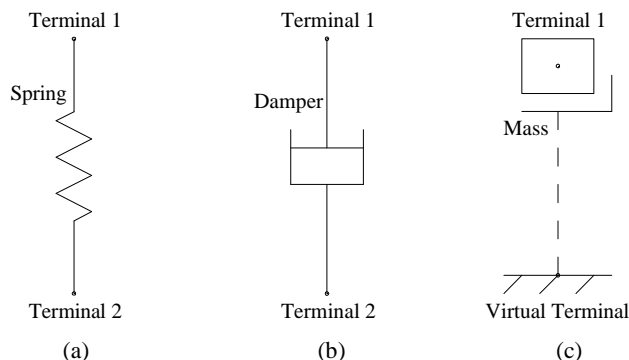 Terminal 1
Terminal 1
Terminal 1
Spring
Damper
Mass
Terminal 2
Terminal 2
Virtual Terminal
(a)
(b)
(c)